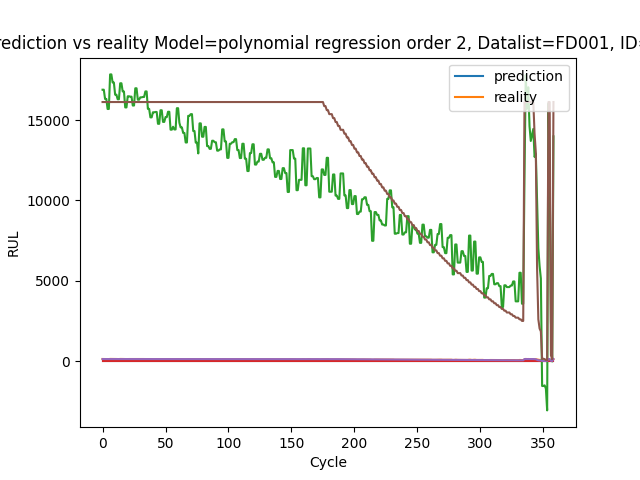 rediction vs reality Model=polynomial regression order 2, Datalist=FD001, ID=
prediction
reality
RUL
15000
10000
5000
0
0 50 100 150 200 250 300 350
Cycle